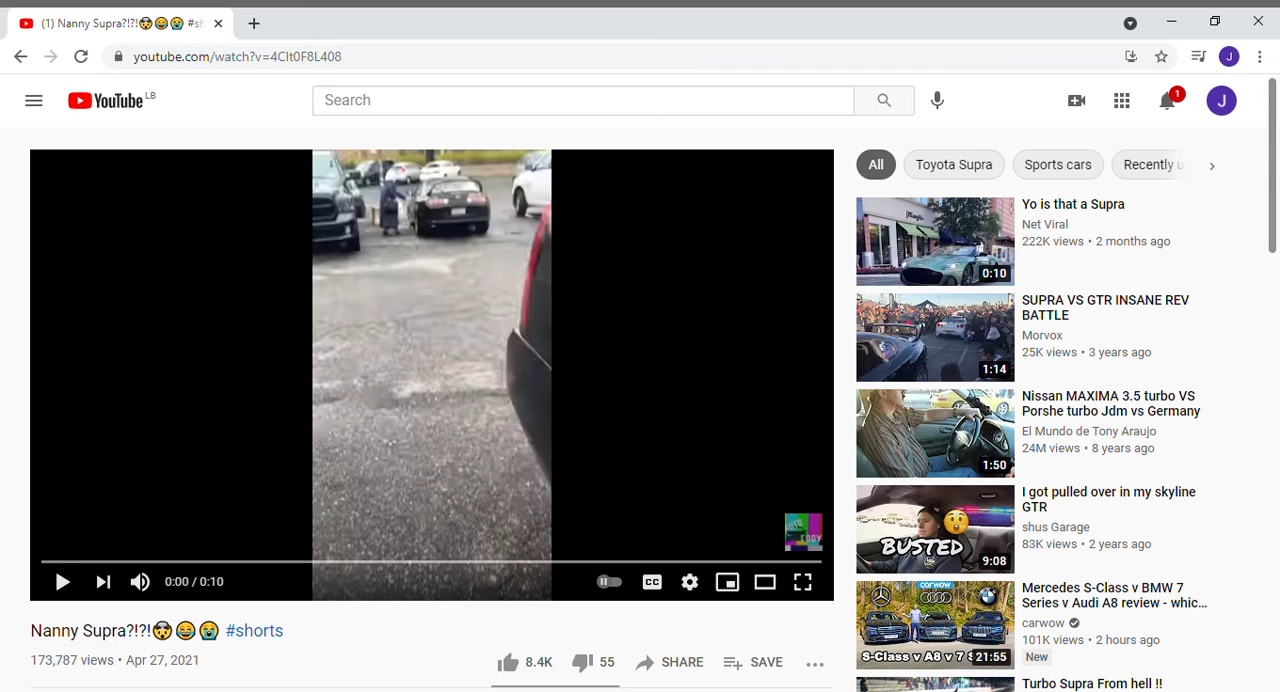 (1) Nanny Supra?!?!😲😂😭 #sh
youtube.com/watch?v=4CIt0F8L408
J
YouTube LB
Search
1
J
All
Toyota Supra
Sports cars
Recently u
Yo is that a Supra
Net Viral
222K views • 2 months ago
0:10
SUPRA VS GTR INSANE REV
BATTLE
Morvox
25K views • 3 years ago
1:14
Nissan MAXIMA 3.5 turbo VS
Porshe turbo Jdm vs Germany
El Mundo de Tony Araujo
24M views • 8 years ago
1:50
I got pulled over in my skyline
GTR
shus Garage
83K views • 2 years ago
BUSTED
9:08
Mercedes S-Class v BMW 7
Series v Audi A8 review - whic...
carwow
101K views • 2 hours ago
New
carwow
S-Class v A8 v 7 S
21:55
Turbo Supra From hell !!
0:00 / 0:10
CC
Nanny Supra?!?!😲😂😭 #shorts
173,787 views • Apr 27, 2021
8.4K
55
SHARE
SAVE